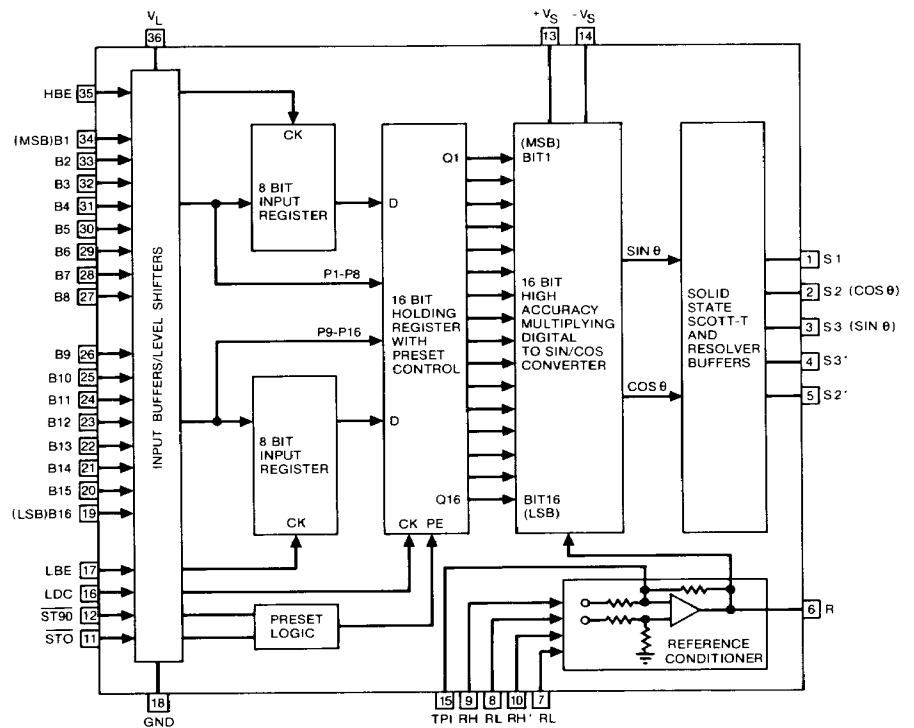 V_L
36
+V_S
13
-V_S
14
HBE 35
(MSB)B1 34
B2 33
B3 32
B4 31
B5 30
B6 29
B7 28
B8 27
B9 26
B10 25
B11 24
B12 23
B13 22
B14 21
B15 20
(LSB)B16 19
LBE 17
LDC 16
ST90 12
STO 11
INPUT BUFFERS/LEVEL SHIFTERS
18
GND
CK
8 BIT
INPUT
REGISTER
P1-P8
P9-P16
8 BIT
INPUT
REGISTER
CK
PRESET
LOGIC
Q1
D
16 BIT
HOLDING
REGISTER
WITH
PRESET
CONTROL
D
Q16
CK PE
(MSB)
BIT1
16 BIT
HIGH
ACCURACY
MULTIPLYING
DIGITAL
TO SIN/COS
CONVERTER
BIT16
(LSB)
SIN θ
COS θ
SOLID
STATE
SCOTT-T
AND
RESOLVER
BUFFERS
1 S1
2 S2 (COS θ)
3 S3 (SIN θ)
4 S3'
5 S2'
6 R
REFERENCE
CONDITIONER
15 9 8 10 7
TPI RH RL RH' RL